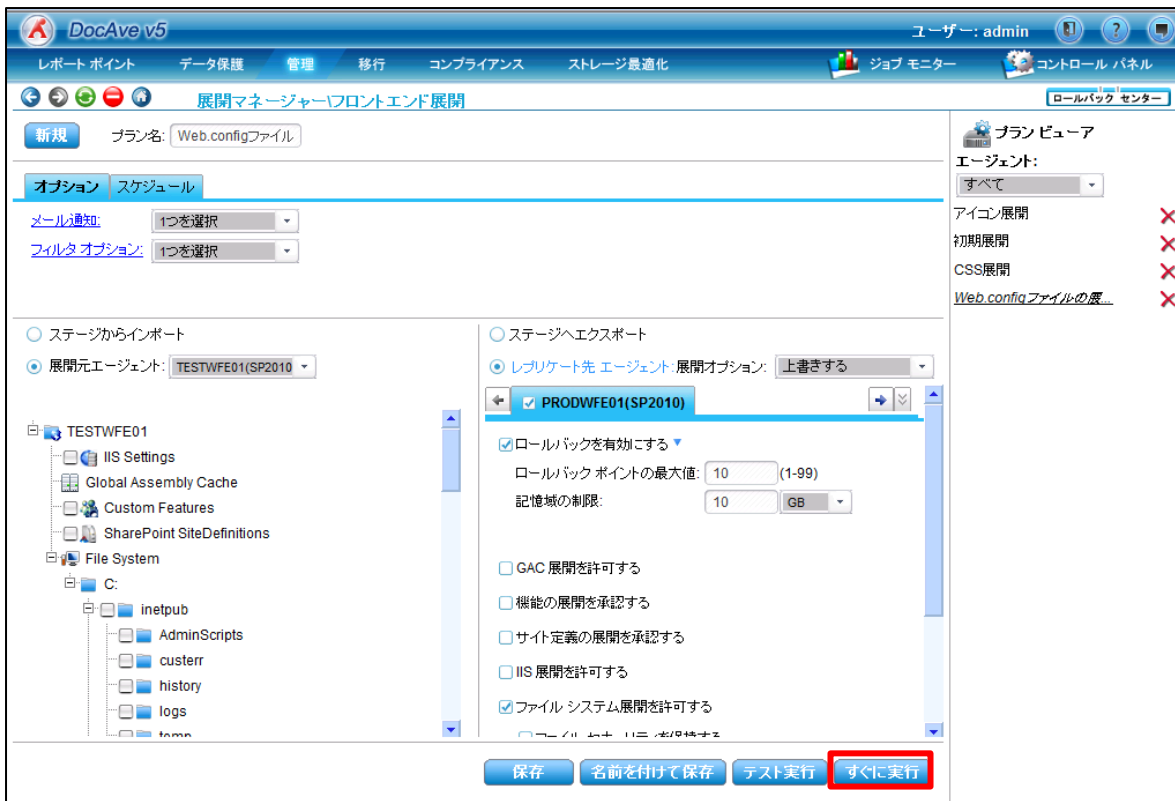 DocAve v5
ユーザー: admin
レポート ポイント データ保護 管理 移行 コンプライアンス ストレージ最適化 ジョブ モニター コントロール パネル
展開マネージャー\フロントエンド展開
ロールバック センター
新規 プラン名: Web.configファイル
オプション スケジュール
メール通知: 1つを選択
フィルタ オプション: 1つを選択
ステージからインポート
展開元エージェント: TESTWFE01(SP2010
TESTWFE01
IIS Settings
Global Assembly Cache
Custom Features
SharePoint SiteDefinitions
File System
C:
inetpub
AdminScripts
custerr
history
logs
temp
ステージへエクスポート
レプリケート先 エージェント:展開オプション: 上書きする
PRODWFE01(SP2010)
ロールバックを有効にする
ロールバック ポイントの最大値: 10 (1-99)
記憶域の制限: 10 GB
GAC 展開を許可する
機能の展開を承認する
サイト定義の展開を承認する
IIS 展開を許可する
ファイル システム展開を許可する
ファイル セキュリティを保持する
保存 名前を付けて保存 テスト実行 すぐに実行
プラン ビューア
エージェント:
すべて
アイコン展開
初期展開
CSS展開
Web.configファイルの展...